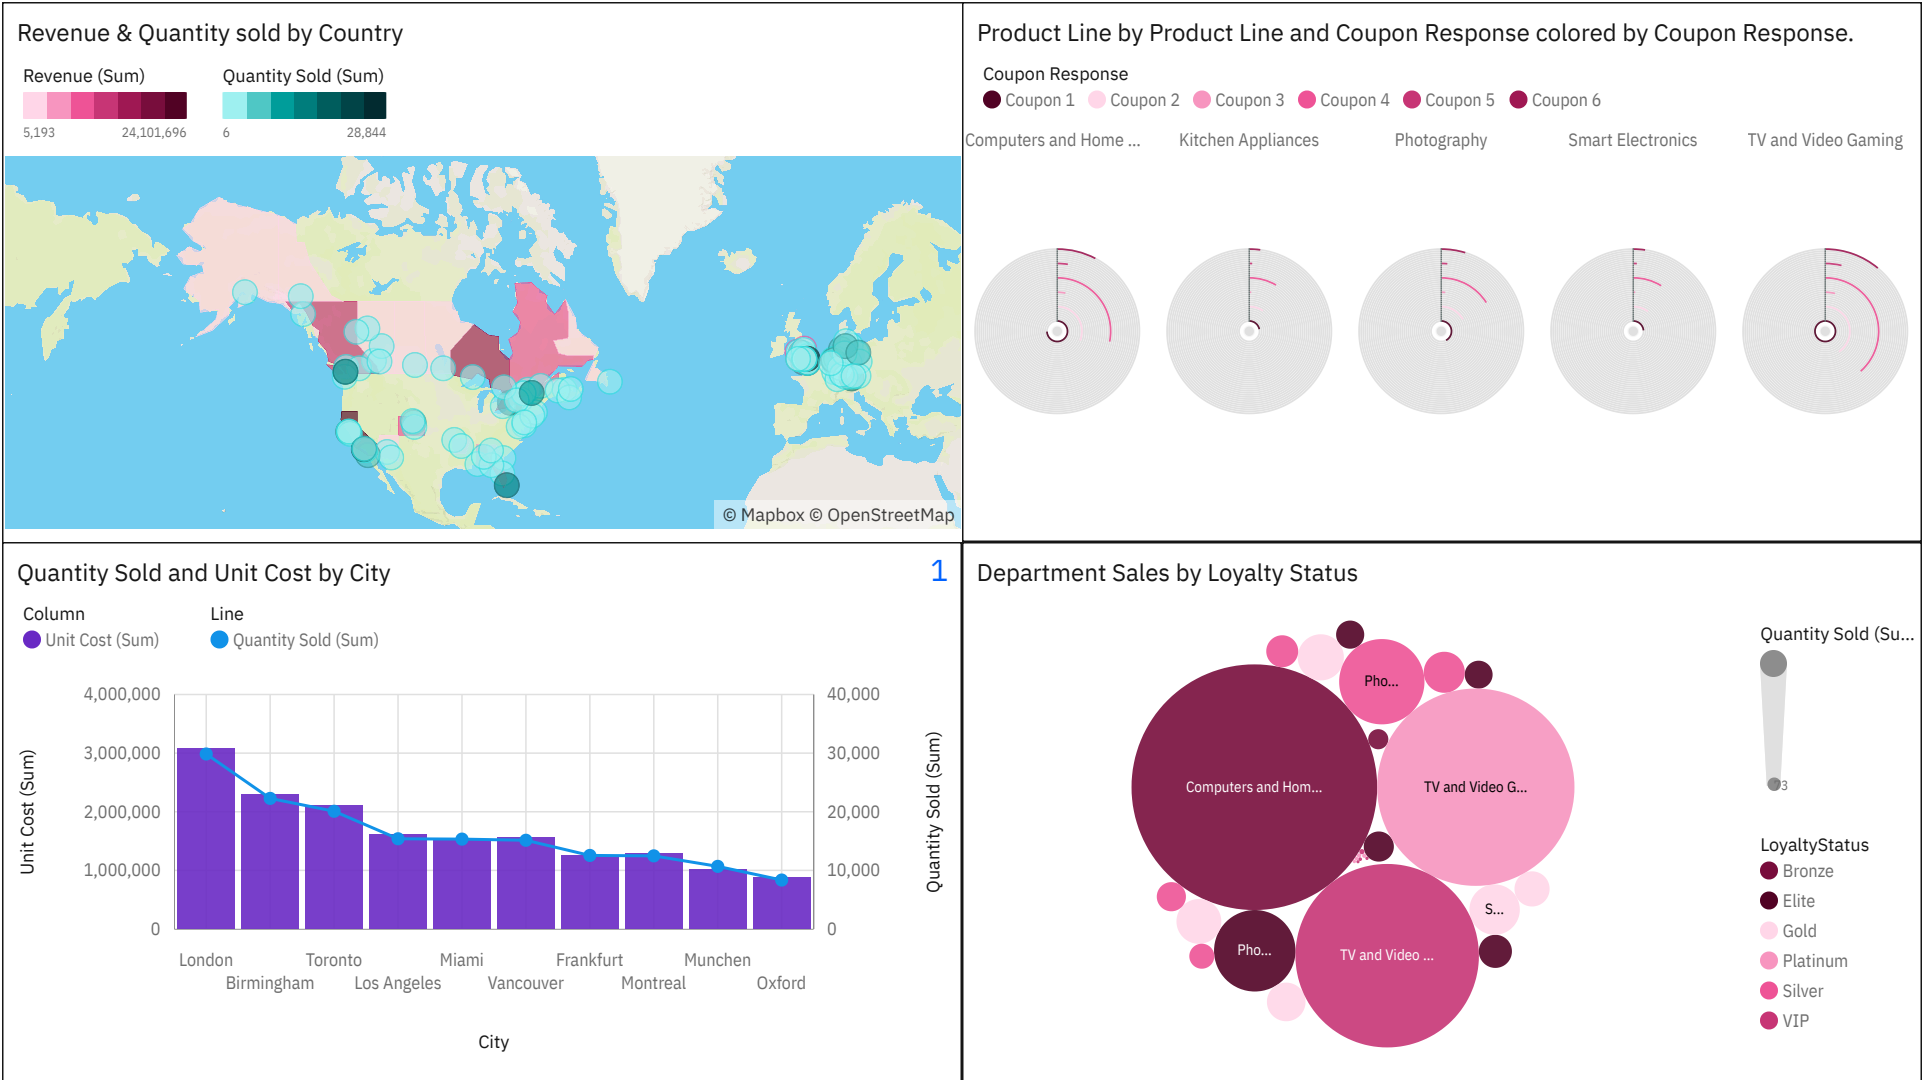 Revenue & Quantity sold by Country
Revenue (Sum)
5,193
24,101,696
Quantity Sold (Sum)
6
28,844
© Mapbox © OpenStreetMap
Product Line by Product Line and Coupon Response colored by Coupon Response.
Coupon Response
Coupon 1 Coupon 2 Coupon 3 Coupon 4 Coupon 5 Coupon 6
Computers and Home ...
Kitchen Appliances
Photography
Smart Electronics
TV and Video Gaming
Quantity Sold and Unit Cost by City
1
Column
Unit Cost (Sum)
Line
Quantity Sold (Sum)
Unit Cost (Sum)
4,000,000
3,000,000
2,000,000
1,000,000
0
40,000
30,000
20,000
10,000
0
Quantity Sold (Sum)
London
Birmingham
Toronto
Los Angeles
Miami
Vancouver
Frankfurt
Montreal
Munchen
Oxford
City
Department Sales by Loyalty Status
Pho...
Computers and Hom...
TV and Video G...
S...
Pho...
TV and Video ...
Quantity Sold (Su...
LoyaltyStatus
Bronze
Elite
Gold
Platinum
Silver
VIP